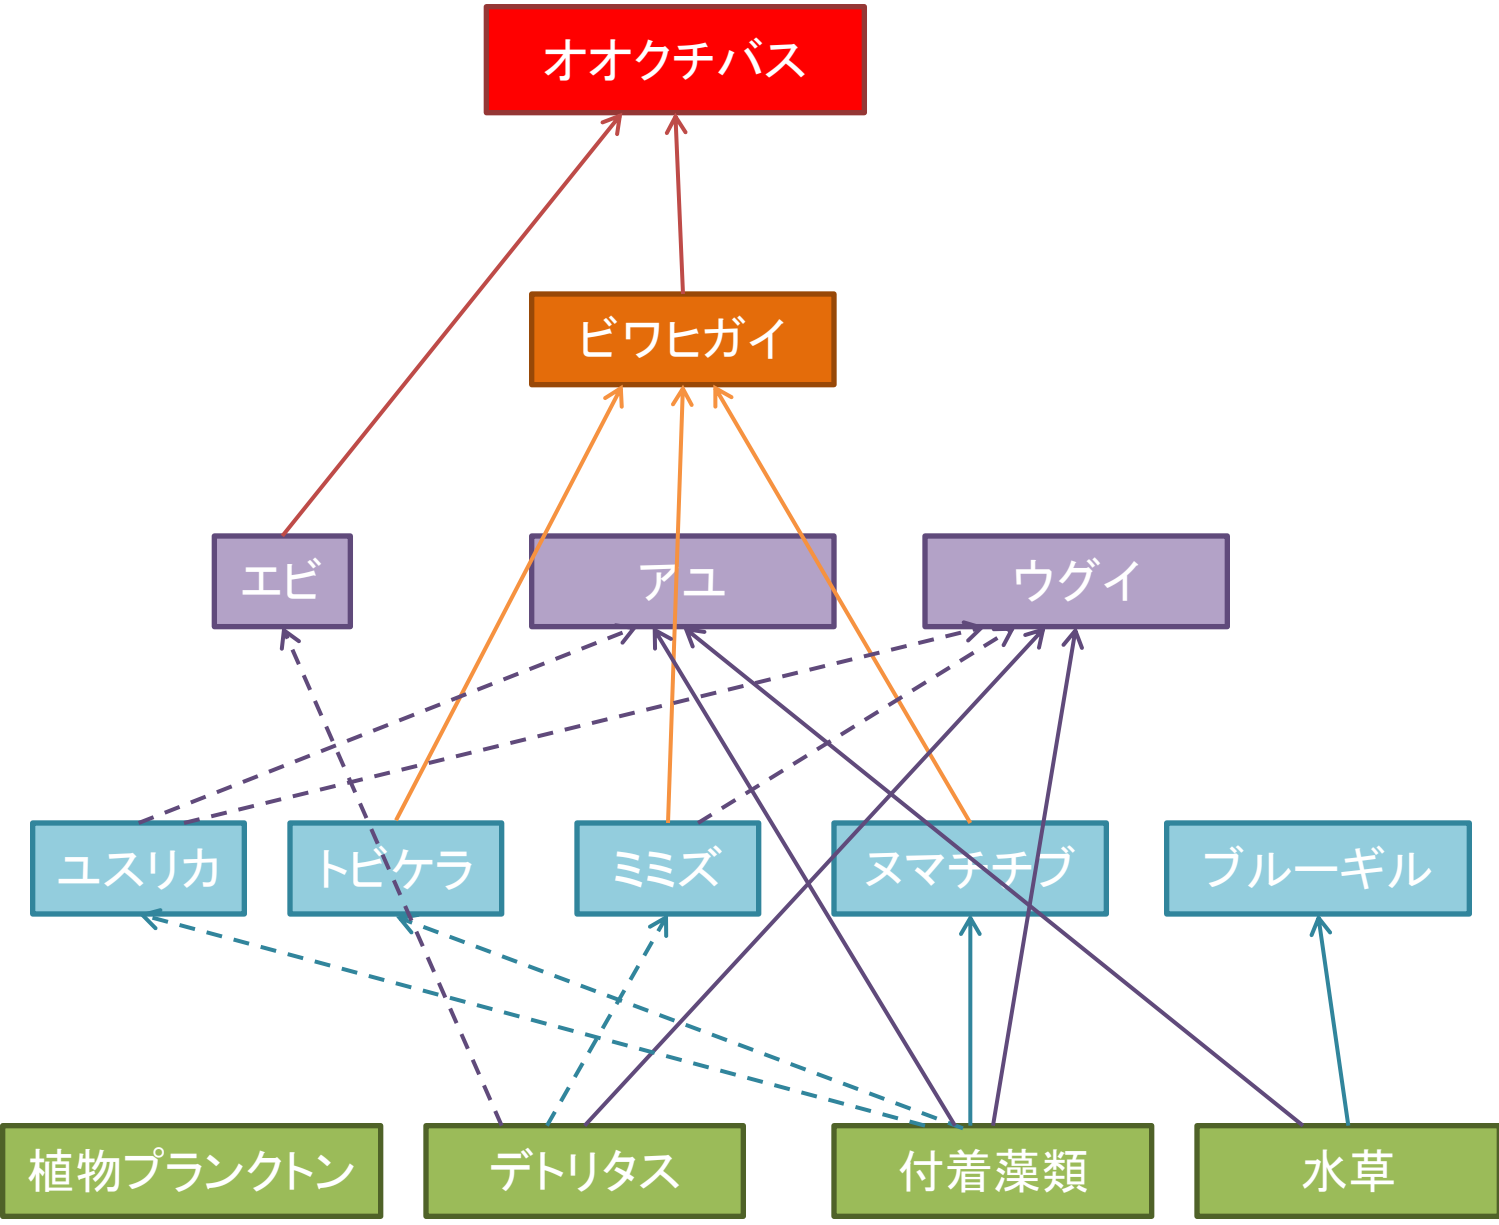 オオクチバス
ビワヒガイ
エビ
アユ
ウグイ
ユスリカ
トビケラ
ミミズ
ヌマチチブ
ブルーギル
植物プランクトン
デトリタス
付着藻類
水草